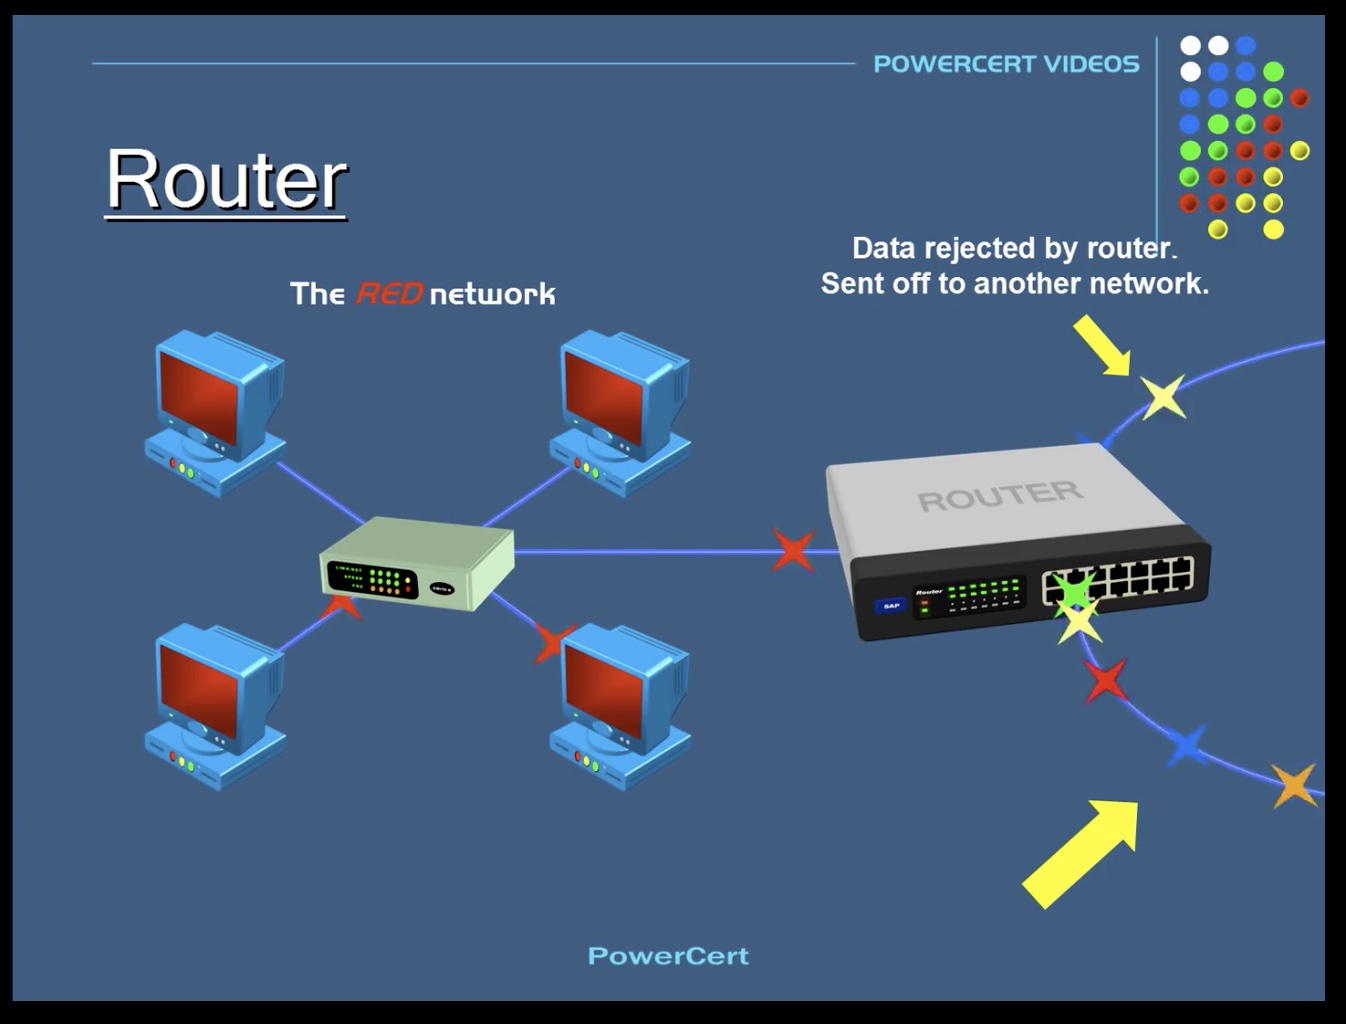 POWERCERT VIDEOS
Router
Data rejected by router.
Sent off to another network.
The RED network
ROUTER
Router
SAP
SWITCH
PowerCert